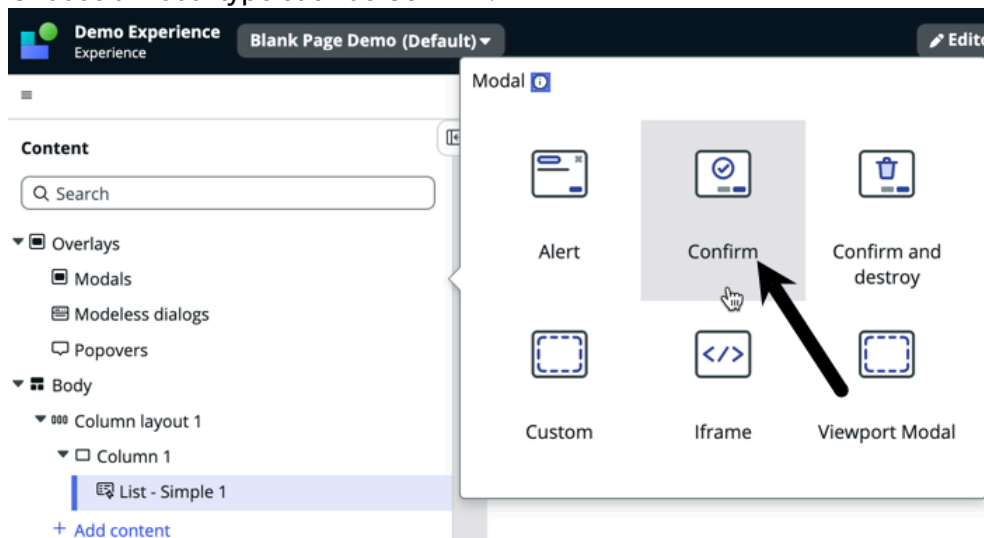 Demo Experience
Experience
Blank Page Demo (Default)
Edit
Modal
Content
Search
Overlays
Modals
Modeless dialogs
Popovers
Body
Column layout 1
Column 1
List - Simple 1
+ Add content
Alert
Confirm
Confirm and
destroy
Custom
</>
Iframe
Viewport Modal